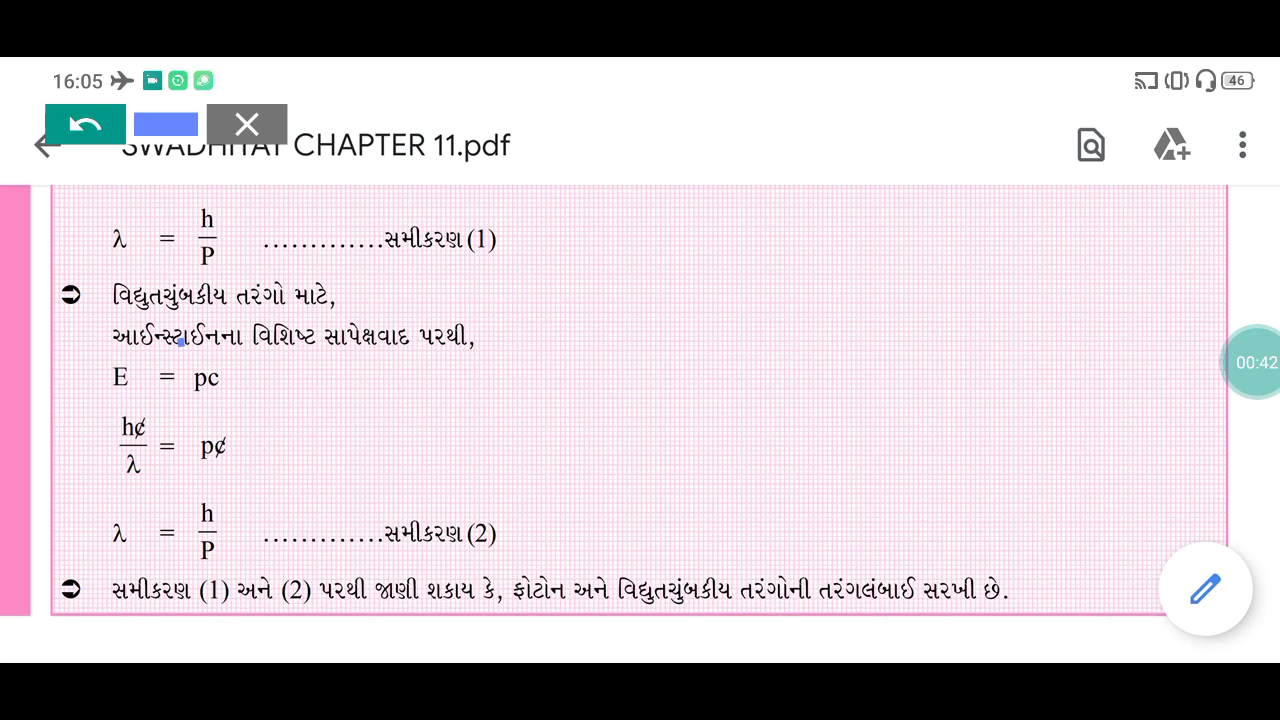 16:05 46
SWADHYAY CHAPTER 11.pdf
λ = h/P .............સમીકરણ (1)
➲ વિદ્યુતચુંબકીય તરંગો માટે,
આઈન્સ્ટાઈનના વિશિષ્ટ સાપેક્ષવાદ પરથી,
00:42
E = pc
hc/λ = pc
λ = h/P .............સમીકરણ (2)
➲ સમીકરણ (1) અને (2) પરથી જાણી શકાય કે, ફોટોન અને વિદ્યુતચુંબકીય તરંગોની તરંગલંબાઈ સરખી છે.